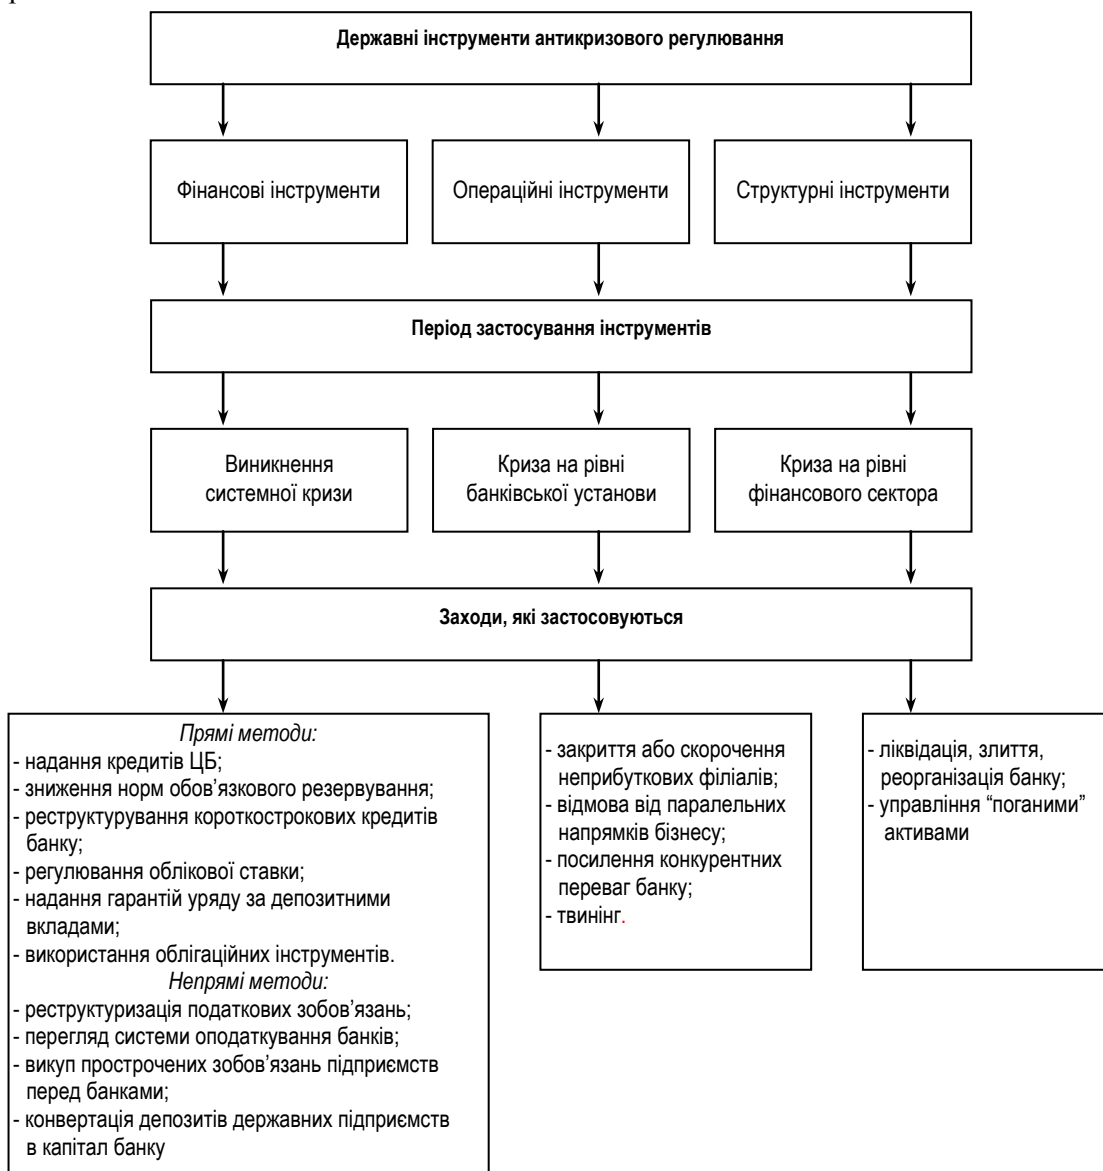 Державні інструменти антикризового регулювання
Фінансові інструменти
Операційні інструменти
Структурні інструменти
Період застосування інструментів
Виникнення
системної кризи
Криза на рівні
банківської установи
Криза на рівні
фінансового сектора
Заходи, які застосовуються
Прямі методи:
- надання кредитів ЦБ;
- зниження норм обов’язкового резервування;
- реструктурування короткострокових кредитів
банку;
- регулювання облікової ставки;
- надання гарантій уряду за депозитними
вкладами;
- використання облігаційних інструментів.
Непрямі методи:
- реструктуризація податкових зобов’язань;
- перегляд системи оподаткування банків;
- викуп прострочених зобов’язань підприємств
перед банками;
- конвертація депозитів державних підприємств
в капітал банку
- закриття або скорочення
неприбуткових філіалів;
- відмова від паралельних
напрямків бізнесу;
- посилення конкурентних
переваг банку;
- твинінг.
- ліквідація, злиття,
реорганізація банку;
- управління “поганими”
активами